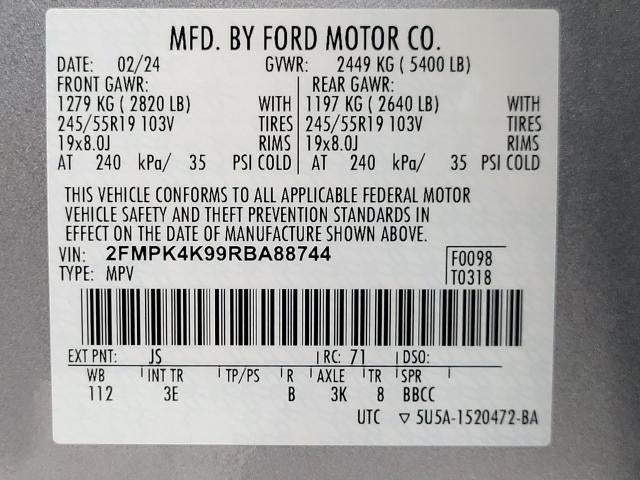 MFD. BY FORD MOTOR CO.
DATE: 02/24 GVWR: 2449 KG ( 5400 LB)
FRONT GAWR: REAR GAWR:
1279 KG ( 2820 LB) WITH 1197 KG ( 2640 LB) WITH
245/55R19 103V TIRES 245/55R19 103V TIRES
19x8.0J RIMS 19x8.0J RIMS
AT 240 kPa/ 35 PSI COLD AT 240 kPa/ 35 PSI COLD
THIS VEHICLE CONFORMS TO ALL APPLICABLE FEDERAL MOTOR
VEHICLE SAFETY AND THEFT PREVENTION STANDARDS IN
EFFECT ON THE DATE OF MANUFACTURE SHOWN ABOVE.
VIN: 2FMPK4K99RBA88744 F0098
TYPE: MPV T0318
EXT PNT: JS RC: 71 DSO:
WB INT TR TP/PS R AXLE TR SPR
112 3E B 3K 8 BBCC
UTC ▽ 5U5A-1520472-BA